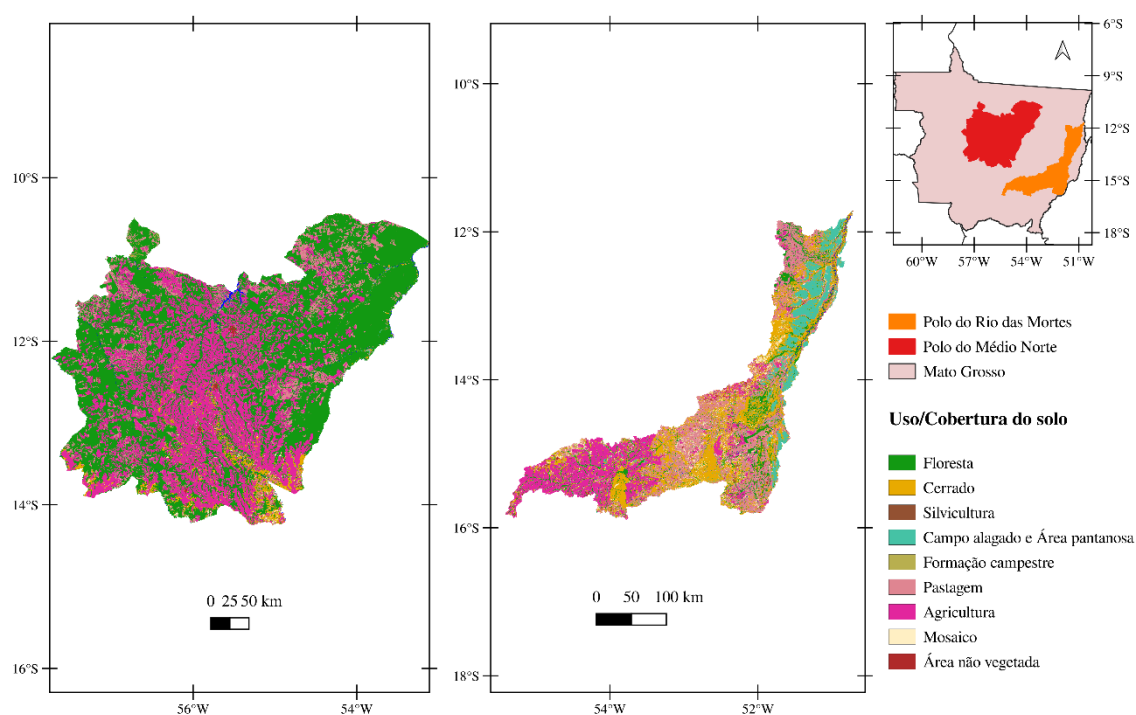 10°S
12°S
14°S
16°S
56°W
54°W
0 25 50 km
10°S
12°S
14°S
16°S
18°S
54°W
52°W
0 50 100 km
6°S
9°S
12°S
15°S
18°S
60°W
57°W
54°W
51°W
Polo do Rio das Mortes
Polo do Médio Norte
Mato Grosso
Uso/Cobertura do solo
Floresta
Cerrado
Silvicultura
Campo alagado e Área pantanosa
Formação campestre
Pastagem
Agricultura
Mosaico
Área não vegetada